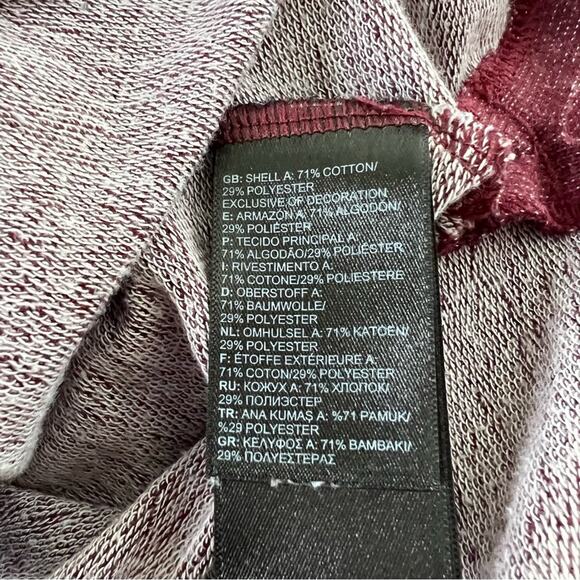 GB: SHELL A: 71% COTTON/
29% POLYESTER
EXCLUSIVE OF DECORATION
E: ARMAZÓN A: 71% ALGODÓN/
29% POLIÉSTER
P: TECIDO PRINCIPAL A:
71% ALGODÃO/29% POLIÉSTER
I: RIVESTIMENTO A:
71% COTONE/29% POLIESTERE
D: OBERSTOFF A:
71% BAUMWOLLE/
29% POLYESTER
NL: OMHULSEL A: 71% KATOEN/
29% POLYESTER
F: ÉTOFFE EXTÉRIEURE A:
71% COTON/29% POLYESTER
RU: КОЖУХ А: 71% ХЛОПОК/
29% ПОЛИЭСТЕР
TR: ANA KUMAŞ A: %71 PAMUK/
%29 POLYESTER
GR: ΚΕΛΥΦΟΣ Α: 71% ΒΑΜΒΑΚΙ/
29% ΠΟΛΥΕΣΤΕΡΑΣ